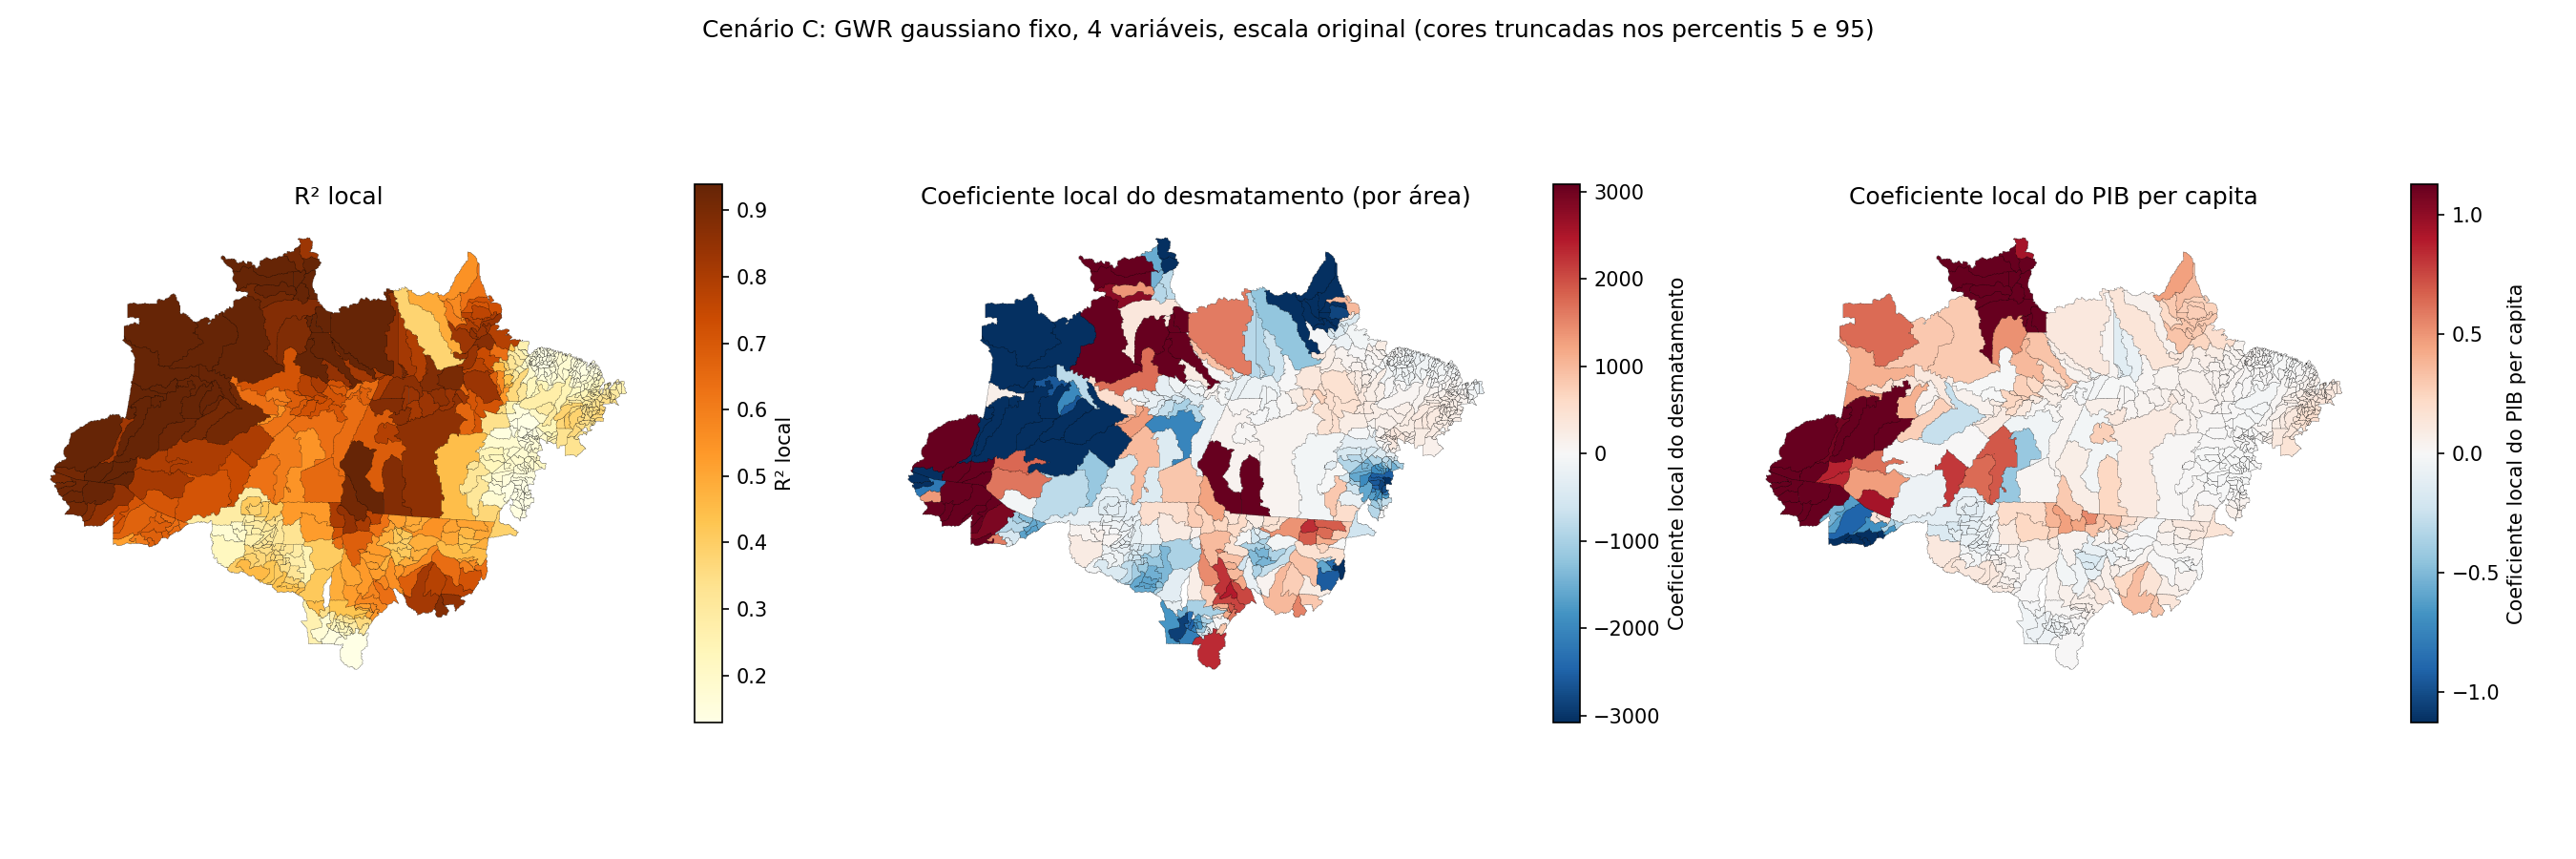 Cenário C: GWR gaussiano fixo, 4 variáveis, escala original (cores truncadas nos percentis 5 e 95)
R² local
0.9
0.8
0.7
0.6
0.5
0.4
0.3
0.2
R² local
Coeficiente local do desmatamento (por área)
3000
2000
1000
0
−1000
−2000
−3000
Coeficiente local do desmatamento
Coeficiente local do PIB per capita
1.0
0.5
0.0
−0.5
−1.0
Coeficiente local do PIB per capita